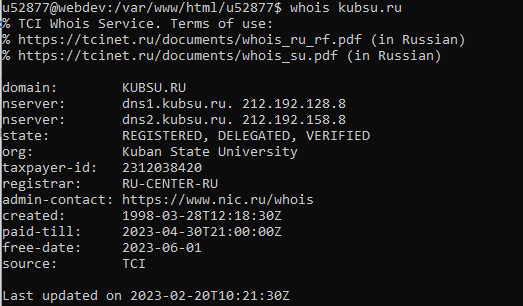 u52877@webdev:/var/www/html/u52877$ whois kubsu.ru
% TCI Whois Service. Terms of use:
% https://tcinet.ru/documents/whois_ru_rf.pdf (in Russian)
% https://tcinet.ru/documents/whois_su.pdf (in Russian)

domain:        KUBSU.RU
nserver:       dns1.kubsu.ru. 212.192.128.8
nserver:       dns2.kubsu.ru. 212.192.158.8
state:         REGISTERED, DELEGATED, VERIFIED
org:           Kuban State University
taxpayer-id:   2312038420
registrar:     RU-CENTER-RU
admin-contact: https://www.nic.ru/whois
created:       1998-03-28T12:18:30Z
paid-till:     2023-04-30T21:00:00Z
free-date:     2023-06-01
source:        TCI

Last updated on 2023-02-20T10:21:30Z